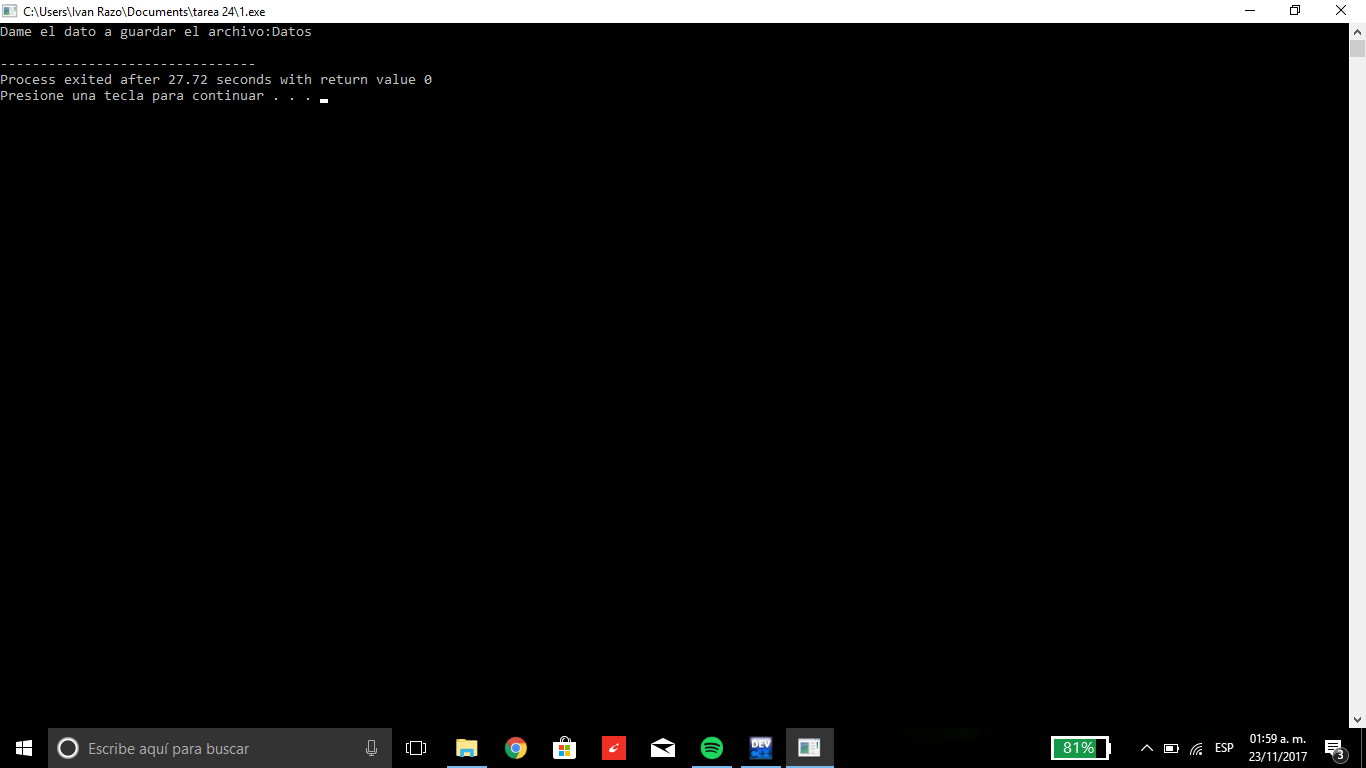 C:\Users\Ivan Razo\Documents\tarea 24\1.exe
Dame el dato a guardar el archivo:Datos
--------------------------------
Process exited after 27.72 seconds with return value 0
Presione una tecla para continuar . . .
Escribe aquí para buscar
DEV
81%
ESP
01:59 a. m.
23/11/2017
3